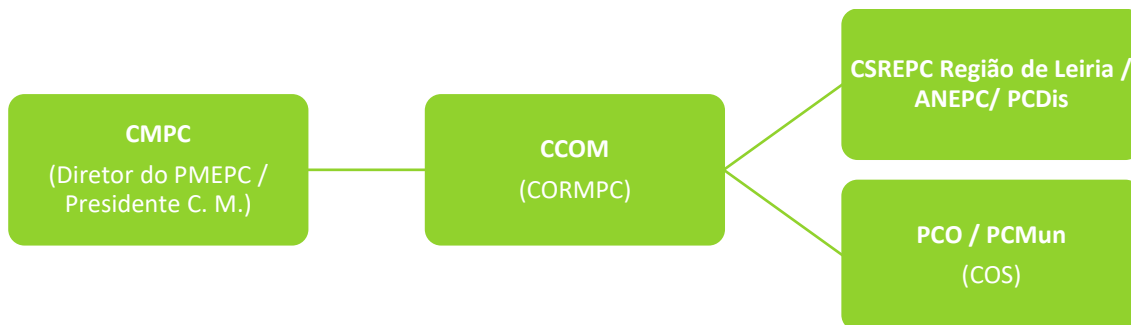 CMPC
(Diretor do PMEPC /
Presidente C. M.)
CCOM
(CORMPC)
CSREPC Região de Leiria /
ANEPC/ PCDis
PCO / PCMun
(COS)